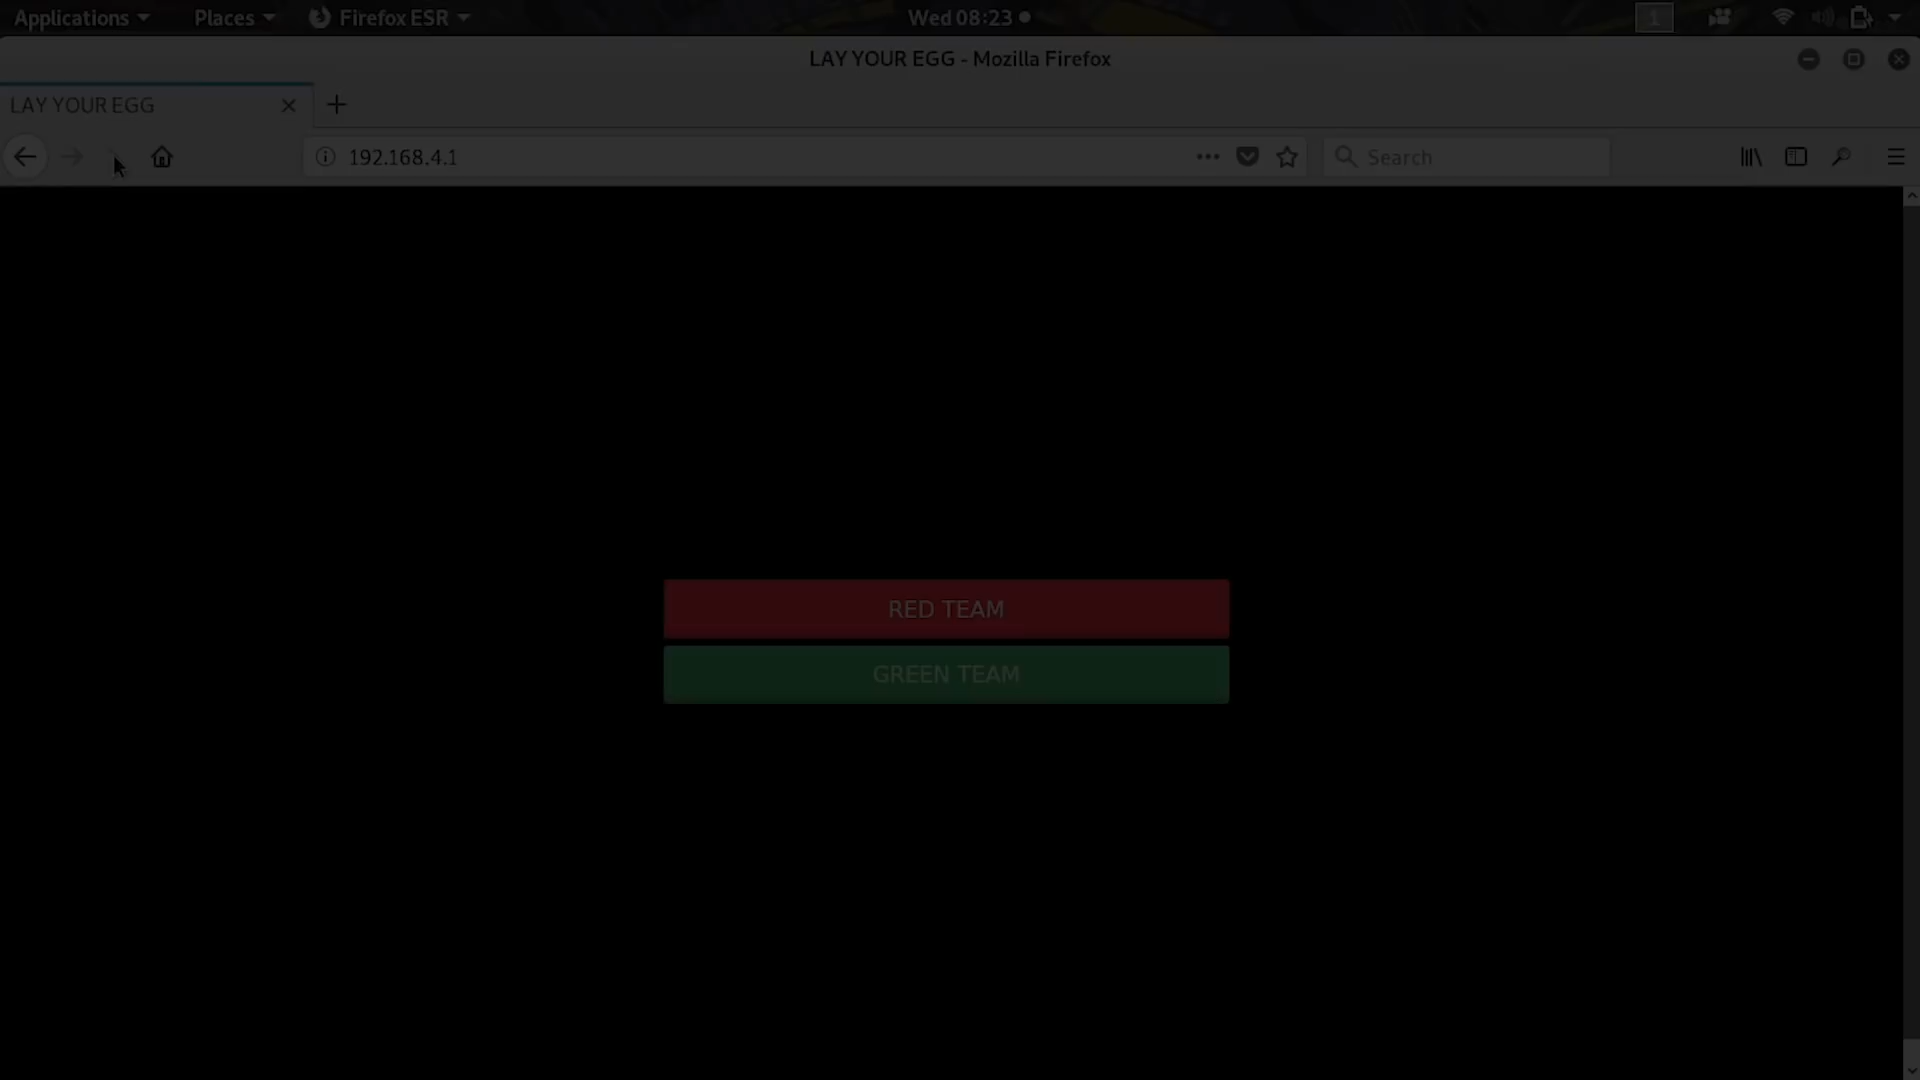 Applications Places Firefox ESR Wed 08:23 1
LAY YOUR EGG - Mozilla Firefox
LAY YOUR EGG
192.168.4.1 Search
RED TEAM
GREEN TEAM